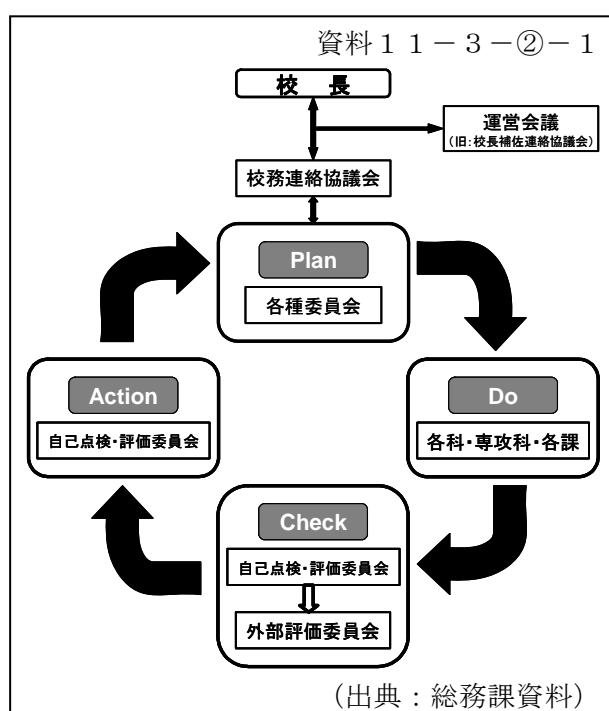 資料11-3-②-1
校 長
運営会議
(旧:校長補佐連絡協議会)
校務連絡協議会
Plan
各種委員会
Action
自己点検・評価委員会
Do
各科・専攻科・各課
Check
自己点検・評価委員会
外部評価委員会
(出典:総務課資料)